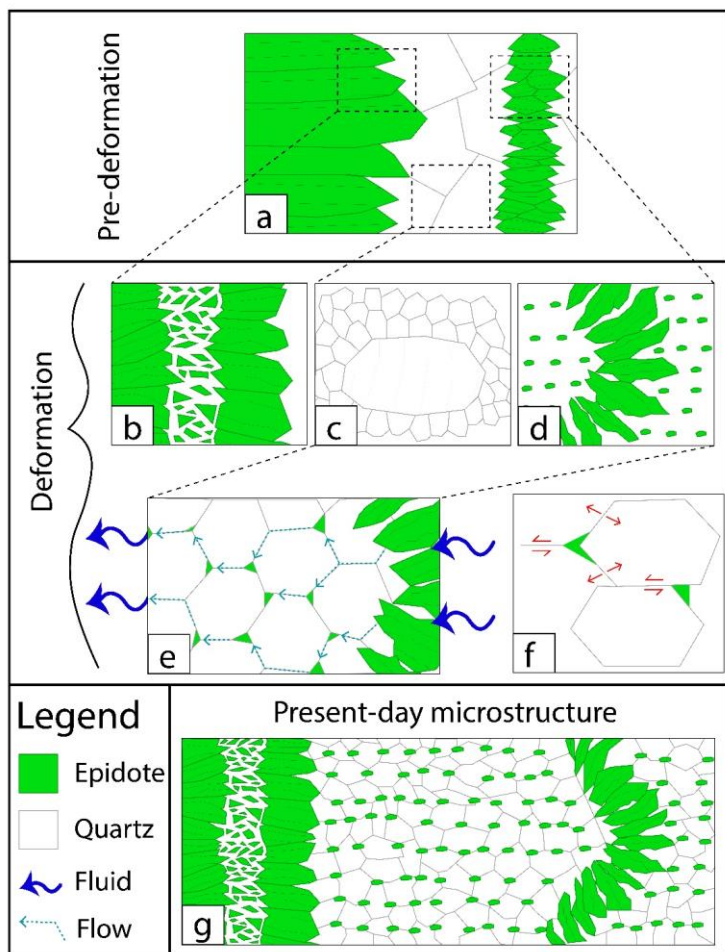 Pre-deformation
a
Deformation
b
c
d
e
f
Legend
Epidote
Quartz
Fluid
Flow
Present-day microstructure
g